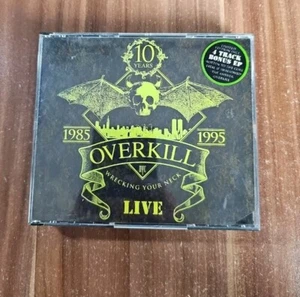 10
YEARS
4 TRACK
BONUS EP
1985
1995
OVERKILL
WRECKING YOUR NECK
LIVE